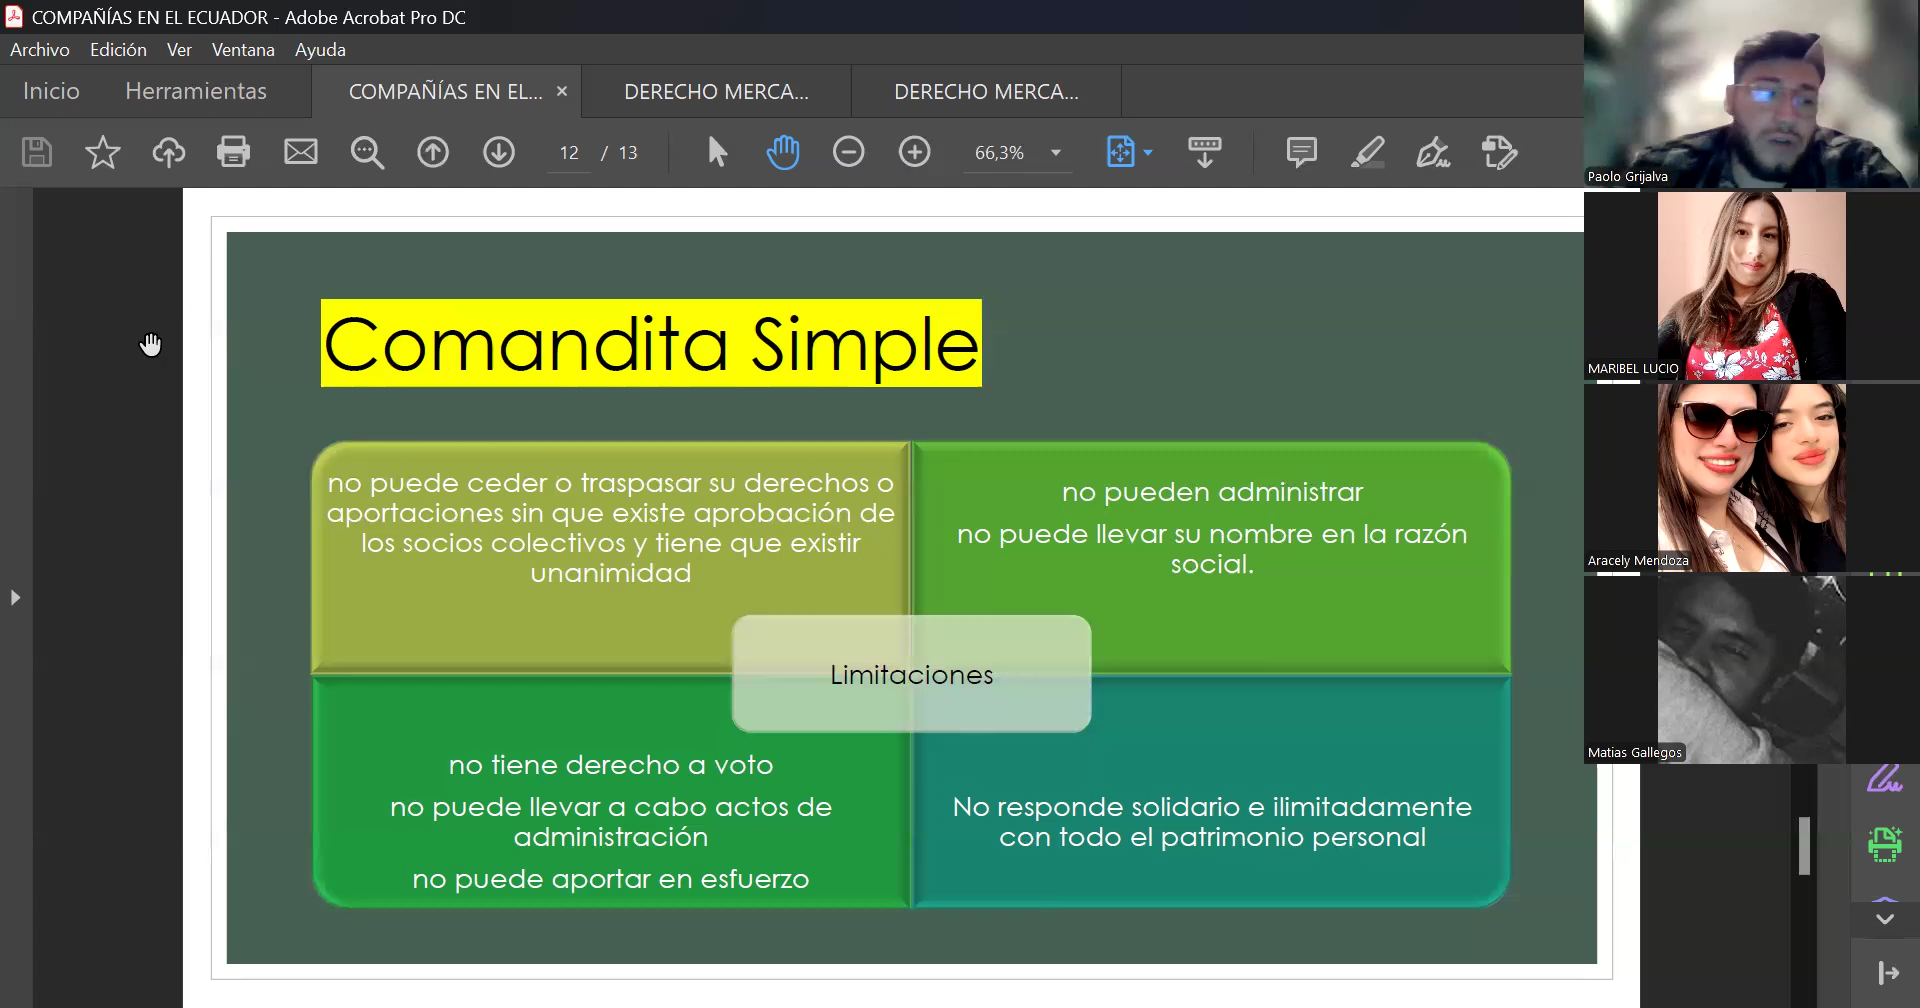 COMPAÑÍAS EN EL ECUADOR - Adobe Acrobat Pro DC
Archivo Edición Ver Ventana Ayuda
Inicio Herramientas COMPAÑÍAS EN EL... × DERECHO MERCA... DERECHO MERCA...
12 / 13 66,3%
Paolo Grijalva
MARIBEL LUCIO
Aracely Mendoza
Matias Gallegos
Comandita Simple
no puede ceder o traspasar su derechos o
aportaciones sin que existe aprobación de
los socios colectivos y tiene que existir
unanimidad
no pueden administrar
no puede llevar su nombre en la razón
social.
Limitaciones
no tiene derecho a voto
no puede llevar a cabo actos de
administración
no puede aportar en esfuerzo
No responde solidario e ilimitadamente
con todo el patrimonio personal